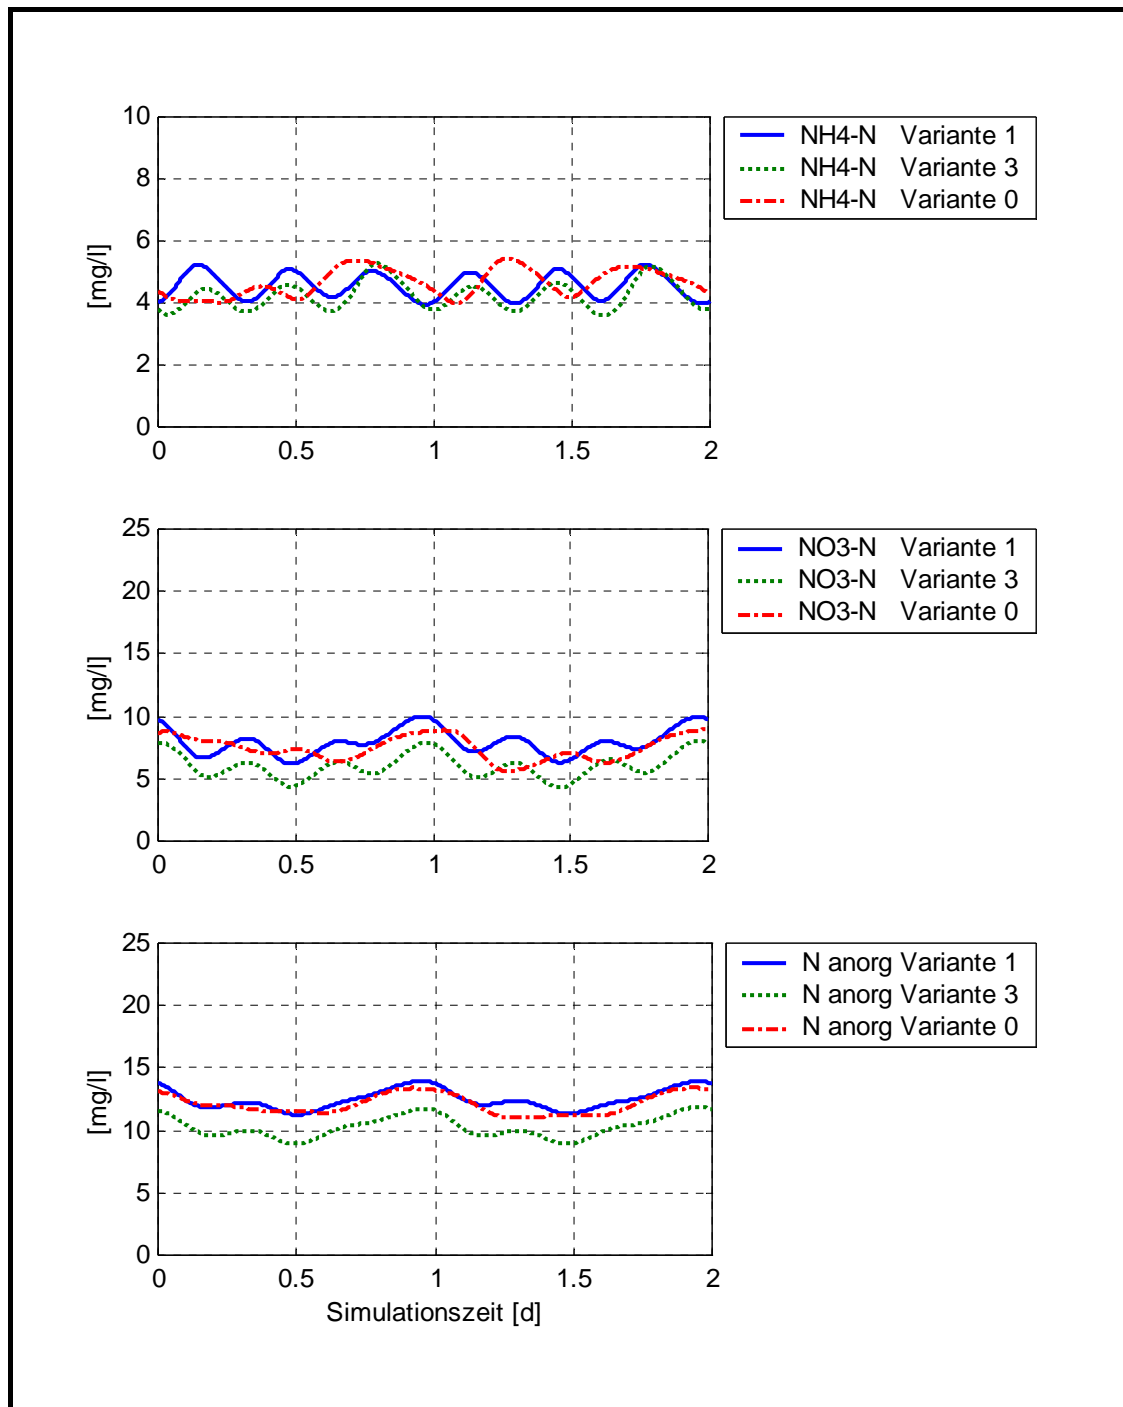 10
8
6
4
2
0
[mg/l]
0 0.5 1 1.5 2
NH4-N Variante 1
NH4-N Variante 3
NH4-N Variante 0
25
20
15
10
5
0
[mg/l]
0 0.5 1 1.5 2
NO3-N Variante 1
NO3-N Variante 3
NO3-N Variante 0
25
20
15
10
5
0
[mg/l]
0 0.5 1 1.5 2
Simulationszeit [d]
N anorg Variante 1
N anorg Variante 3
N anorg Variante 0